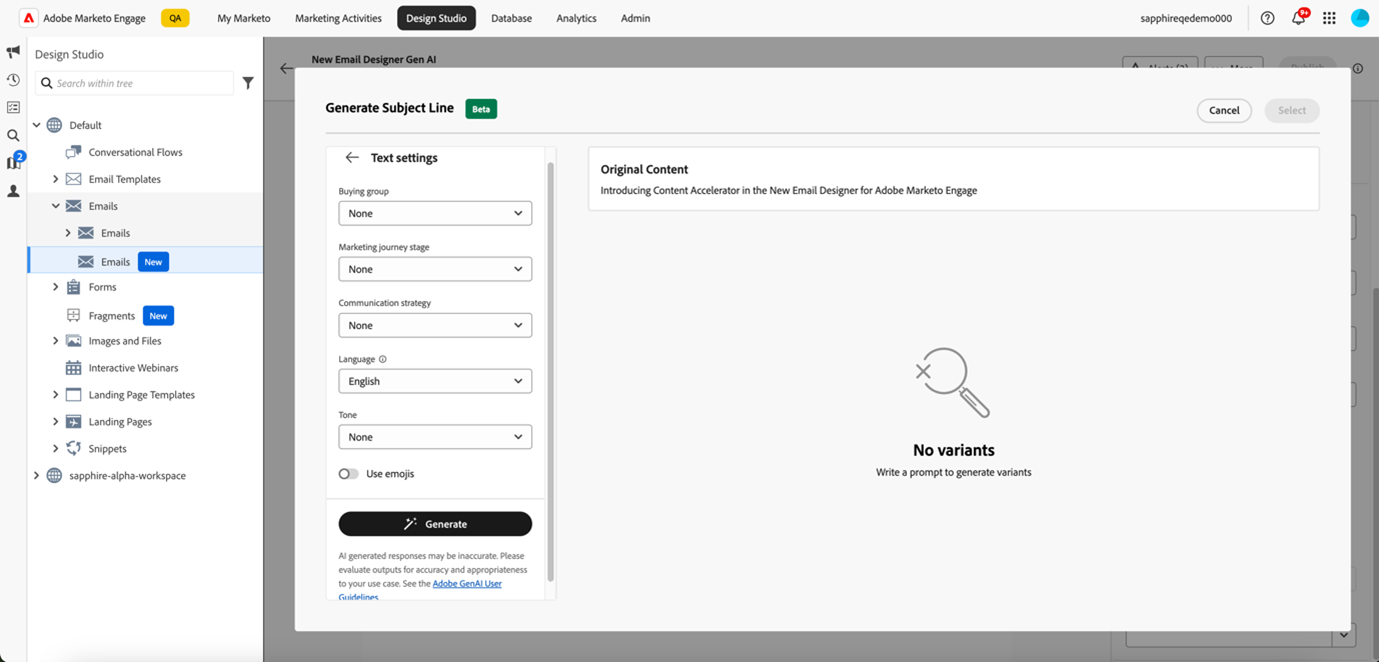 Adobe Marketo Engage QA My Marketo Marketing Activities Design Studio Database Analytics Admin sapphireqedemo000 9+
Design Studio
Search within tree
2
Default
Conversational Flows
Email Templates
Emails
Emails
Emails New
Forms
Fragments New
Images and Files
Interactive Webinars
Landing Page Templates
Landing Pages
Snippets
sapphire-alpha-workspace
New Email Designer Gen AI
Alerts (2) More Publish
Generate Subject Line Beta
Cancel Select
Text settings
Buying group
None
Marketing journey stage
None
Communication strategy
None
Language
English
Tone
None
Use emojis
Generate
AI generated responses may be inaccurate. Please
evaluate outputs for accuracy and appropriateness
to your use case. See the Adobe GenAI User
Guidelines
Original Content
Introducing Content Accelerator in the New Email Designer for Adobe Marketo Engage
No variants
Write a prompt to generate variants